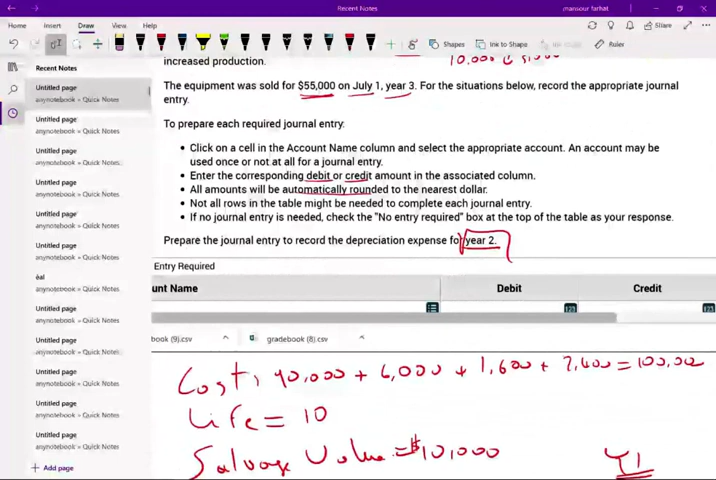 Recent Notes
mansour farhat
Home Insert Draw View Help Share
Shapes Ink to Shape Ruler
Recent Notes
Untitled page
anynotebook » Quick Notes
Untitled page
anynotebook » Quick Notes
Untitled page
anynotebook » Quick Notes
Untitled page
anynotebook » Quick Notes
Untitled page
anynotebook » Quick Notes
Untitled page
anynotebook » Quick Notes
éal
anynotebook » Quick Notes
Untitled page
anynotebook » Quick Notes
Untitled page
anynotebook » Quick Notes
Untitled page
anynotebook » Quick Notes
Untitled page
anynotebook » Quick Notes
Untitled page
anynotebook » Quick Notes
Add page
increased production.
10,000
The equipment was sold for $55,000 on July 1, year 3. For the situations below, record the appropriate journal
entry.
To prepare each required journal entry:
• Click on a cell in the Account Name column and select the appropriate account. An account may be
used once or not at all for a journal entry.
• Enter the corresponding debit or credit amount in the associated column.
• All amounts will be automatically rounded to the nearest dollar.
• Not all rows in the table might be needed to complete each journal entry.
• If no journal entry is needed, check the "No entry required" box at the top of the table as your response.
Prepare the journal entry to record the depreciation expense for year 2.
Entry Required
unt Name Debit Credit
book (9).csv gradebook (8).csv
Cost, 90,000 + 6,000 + 1,600 + 2,400 = 100,00
Life = 10
Salvage Value = $10,000
Y1